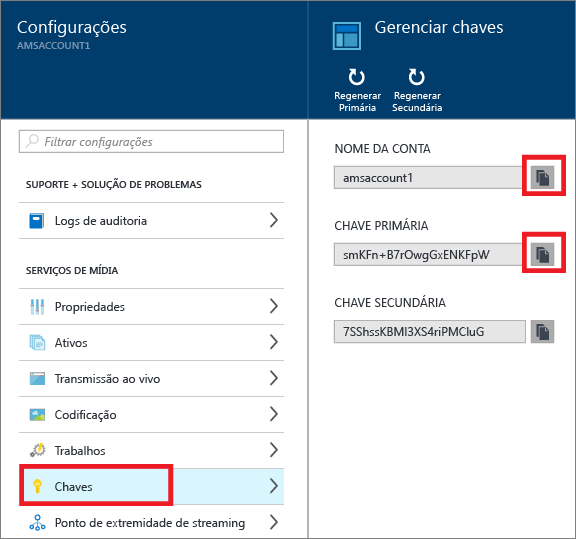 Configurações
AMSACCOUNT1
Filtrar configurações
SUPORTE + SOLUÇÃO DE PROBLEMAS
Logs de auditoria
SERVIÇOS DE MÍDIA
Propriedades
Ativos
Transmissão ao vivo
Codificação
Trabalhos
Chaves
Ponto de extremidade de streaming
Gerenciar chaves
Regenerar
Primária
Regenerar
Secundária
NOME DA CONTA
amsaccount1
CHAVE PRIMÁRIA
smKFn+B7rOwgGxENKFpW
CHAVE SECUNDÁRIA
7SShssKBMI3XS4riPMCluG